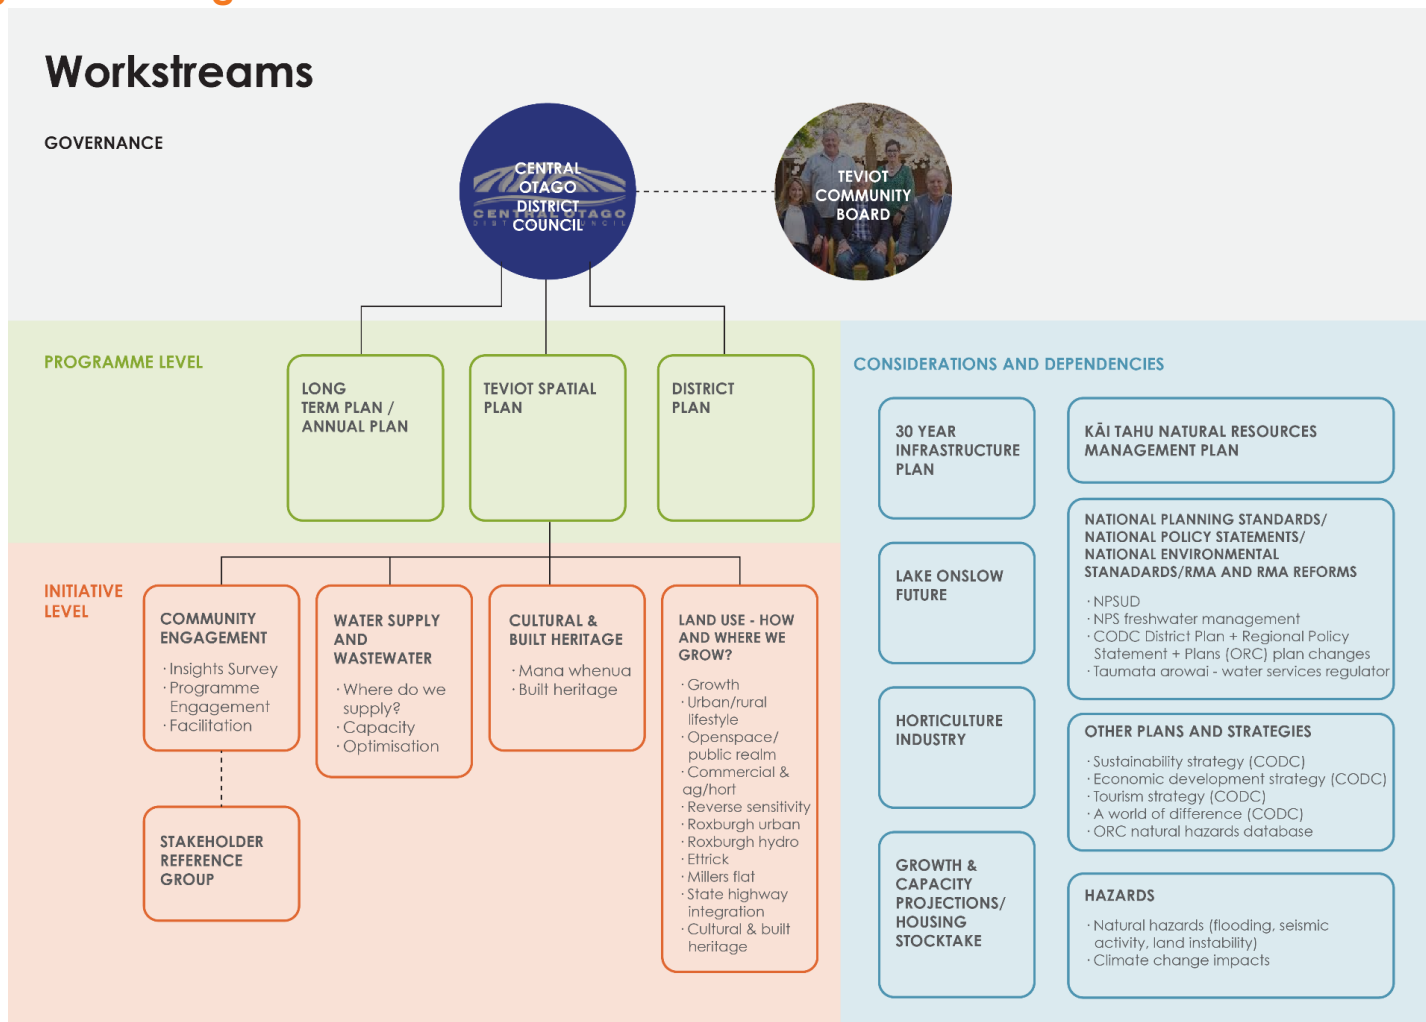 Workstreams
GOVERNANCE
CENTRAL
OTAGO
DISTRICT
COUNCIL
CENTRAL OTAGO
DISTRICT COUNCIL
TEVIOT
COMMUNITY
BOARD
PROGRAMME LEVEL
LONG
TERM PLAN /
ANNUAL PLAN
TEVIOT SPATIAL
PLAN
DISTRICT
PLAN
INITIATIVE
LEVEL
COMMUNITY
ENGAGEMENT
· Insights Survey
· Programme
Engagement
· Facilitation
STAKEHOLDER
REFERENCE
GROUP
WATER SUPPLY
AND
WASTEWATER
· Where do we
supply?
· Capacity
· Optimisation
CULTURAL &
BUILT HERITAGE
· Mana whenua
· Built heritage
LAND USE - HOW
AND WHERE WE
GROW?
· Growth
· Urban/rural
lifestyle
· Openspace/
public realm
· Commercial &
ag/hort
· Reverse sensitivity
· Roxburgh urban
· Roxburgh hydro
· Ettrick
· Millers flat
· State highway
integration
· Cultural & built
heritage
CONSIDERATIONS AND DEPENDENCIES
30 YEAR
INFRASTRUCTURE
PLAN
LAKE ONSLOW
FUTURE
HORTICULTURE
INDUSTRY
GROWTH &
CAPACITY
PROJECTIONS/
HOUSING
STOCKTAKE
KĀI TAHU NATURAL RESOURCES
MANAGEMENT PLAN
NATIONAL PLANNING STANDARDS/
NATIONAL POLICY STATEMENTS/
NATIONAL ENVIRONMENTAL
STANADARDS/RMA AND RMA REFORMS
· NPSUD
· NPS freshwater management
· CODC District Plan + Regional Policy
Statement + Plans (ORC) plan changes
· Taumata arowai - water services regulator
OTHER PLANS AND STRATEGIES
· Sustainability strategy (CODC)
· Economic development strategy (CODC)
· Tourism strategy (CODC)
· A world of difference (CODC)
· ORC natural hazards database
HAZARDS
· Natural hazards (flooding, seismic
activity, land instability)
· Climate change impacts